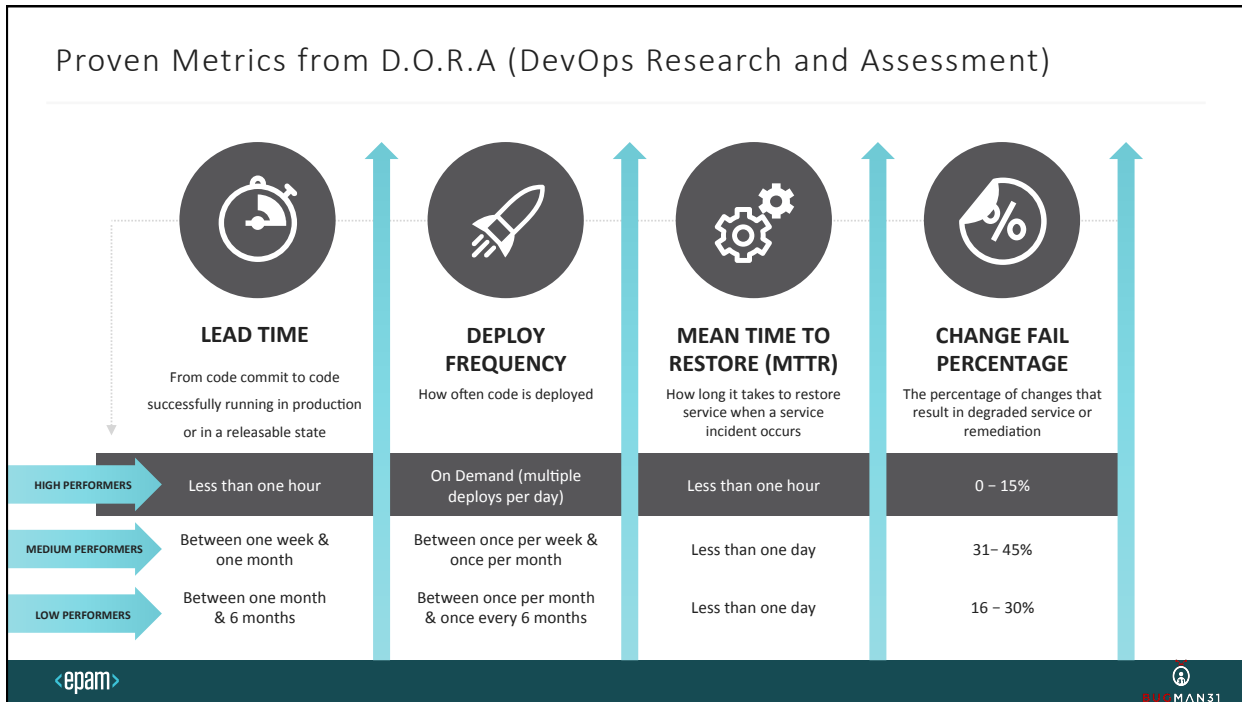 Proven Metrics from D.O.R.A (DevOps Research and Assessment)
%
LEAD TIME
From code commit to code
successfully running in production
or in a releasable state
DEPLOY
FREQUENCY
How often code is deployed
MEAN TIME TO
RESTORE (MTTR)
How long it takes to restore
service when a service
incident occurs
CHANGE FAIL
PERCENTAGE
The percentage of changes that
result in degraded service or
remediation
HIGH PERFORMERS
Less than one hour
On Demand (multiple
deploys per day)
Less than one hour
0 – 15%
MEDIUM PERFORMERS
Between one week &
one month
Between once per week &
once per month
Less than one day
31– 45%
LOW PERFORMERS
Between one month
& 6 months
Between once per month
& once every 6 months
Less than one day
16 – 30%
<epam>
BUGMAN31